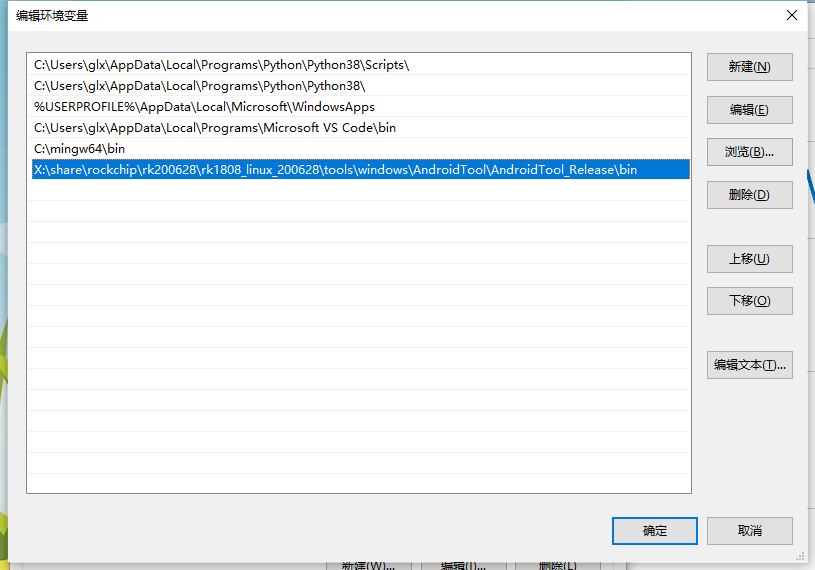 编辑环境变量
C:\Users\glx\AppData\Local\Programs\Python\Python38\Scripts\
C:\Users\glx\AppData\Local\Programs\Python\Python38\
%USERPROFILE%\AppData\Local\Microsoft\WindowsApps
C:\Users\glx\AppData\Local\Programs\Microsoft VS Code\bin
C:\mingw64\bin
X:\share\rockchip\rk200628\rk1808_linux_200628\tools\windows\AndroidTool\AndroidTool_Release\bin
新建(N)
编辑(E)
浏览(B)...
删除(D)
上移(U)
下移(O)
编辑文本(T)...
确定
取消
新建(W)...
编辑(I)...
删除(L)